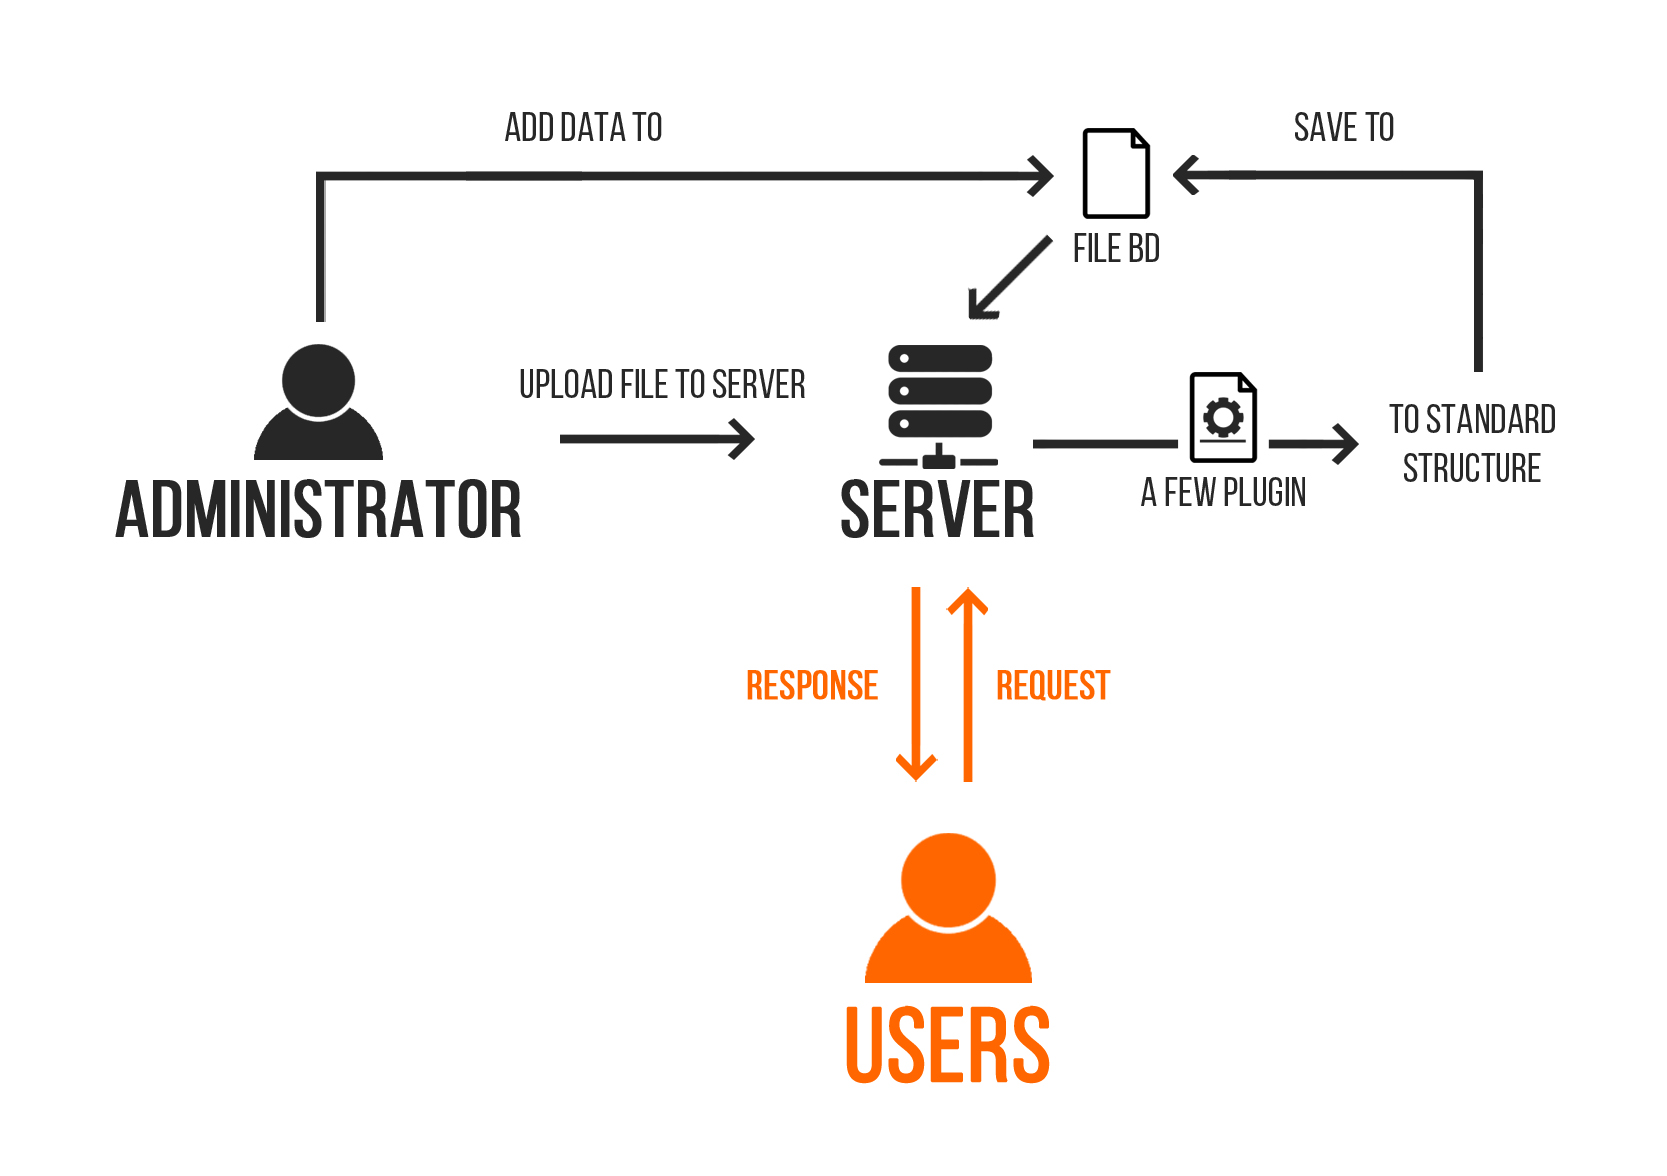 ADD DATA TO
SAVE TO
FILE BD
UPLOAD FILE TO SERVER
TO STANDARD
STRUCTURE
A FEW PLUGIN
ADMINISTRATOR
SERVER
RESPONSE
REQUEST
USERS